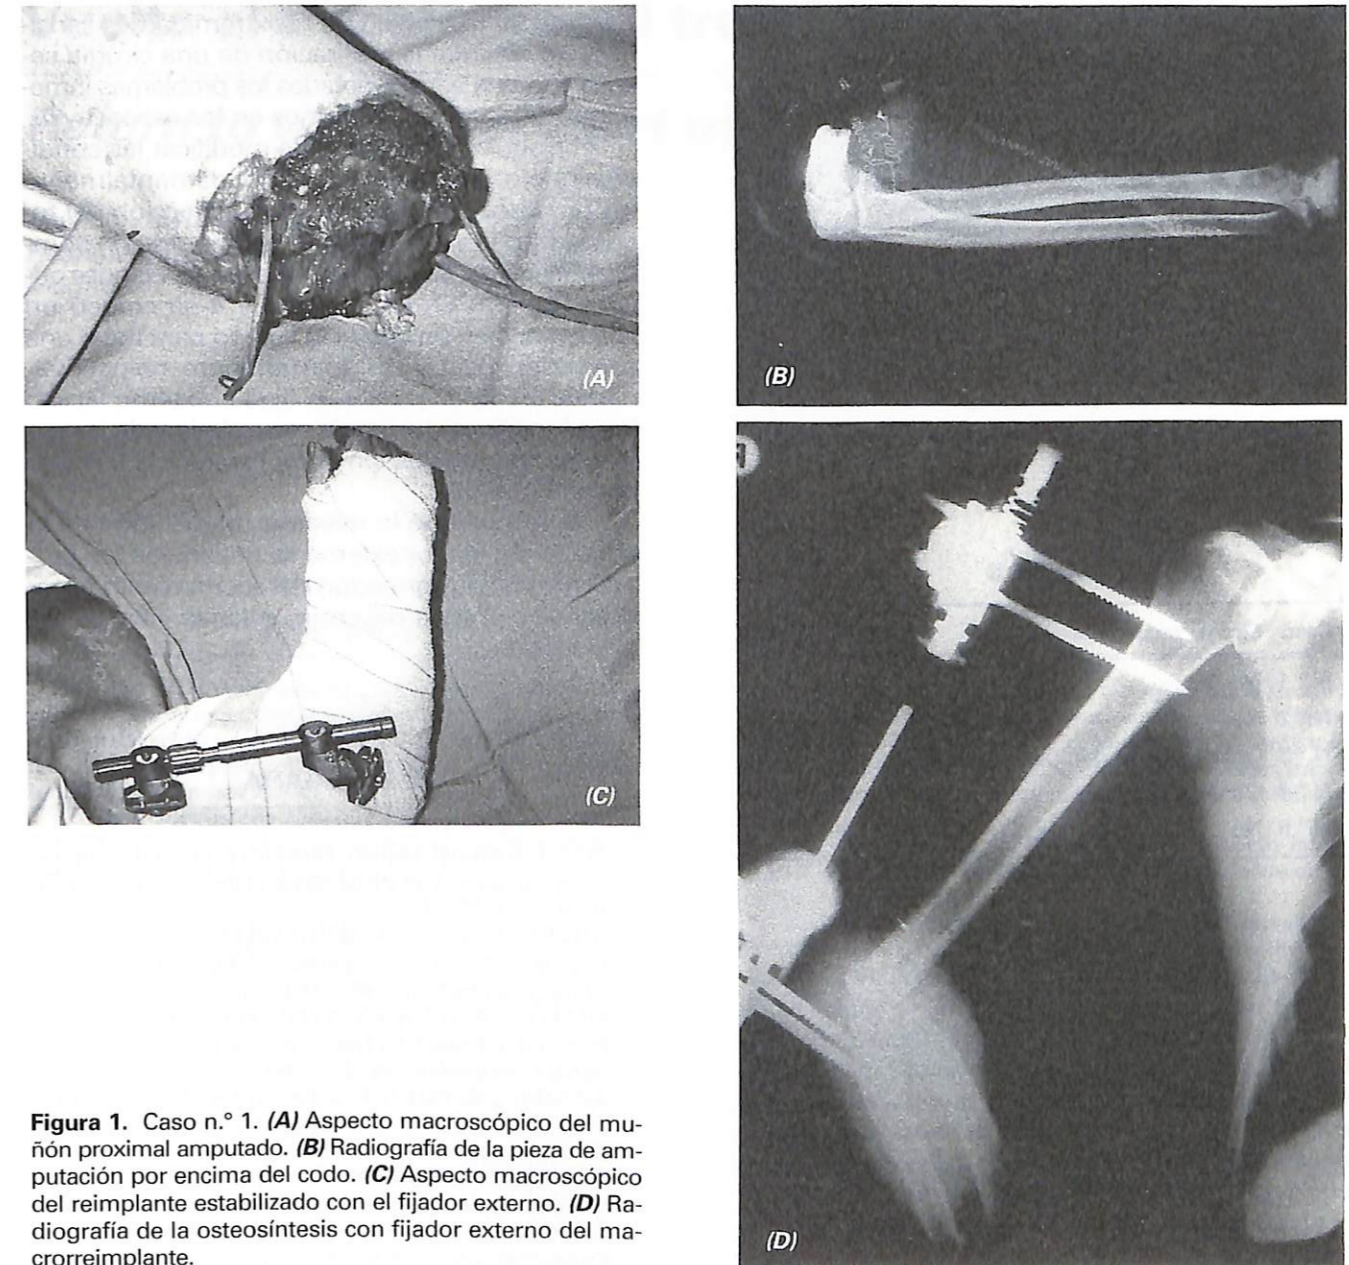 (A)
(B)
(C)
(D)
Figura 1. Caso n.° 1. (A) Aspecto macroscópico del mu-
ñón proximal amputado. (B) Radiografía de la pieza de am-
putación por encima del codo. (C) Aspecto macroscópico
del reimplante estabilizado con el fijador externo. (D) Ra-
diografía de la osteosíntesis con fijador externo del ma-
crorreimplante.